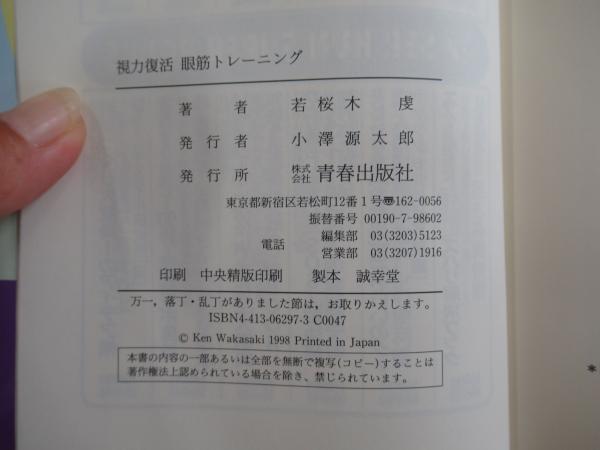 視力復活 眼筋トレーニング
著者 若桜木 虔
発行者 小澤源太郎
発行所 株式会社 青春出版社
東京都新宿区若松町12番1号〠162-0056
振替番号 00190-7-98602
電話 編集部 03(3203)5123
営業部 03(3207)1916
印刷 中央精版印刷 製本 誠幸堂
万一,落丁・乱丁がありました節は,お取りかえします。
ISBN4-413-06297-3 C0047
© Ken Wakasaki 1998 Printed in Japan
本書の内容の一部あるいは全部を無断で複写(コピー)することは
著作権法上認められている場合を除き、禁じられています。
*